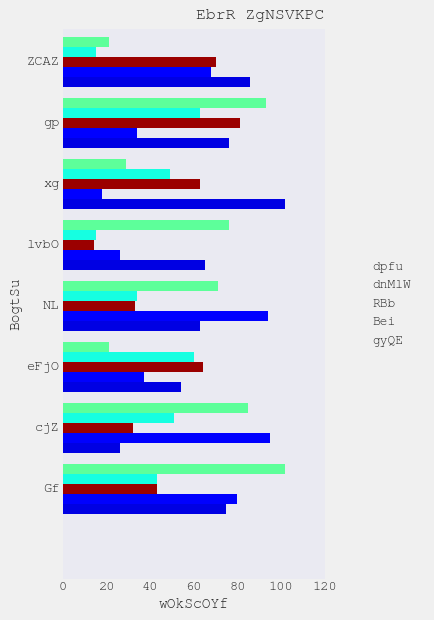 EbrR ZgNSVKPC
ZCAZ
gp
xg
lvbO
NL
eFjO
cjZ
Gf
BogtSu
0 20 40 60 80 100 120
wOkScOYf
dpfu
dnMlW
RBb
Bei
gyQE